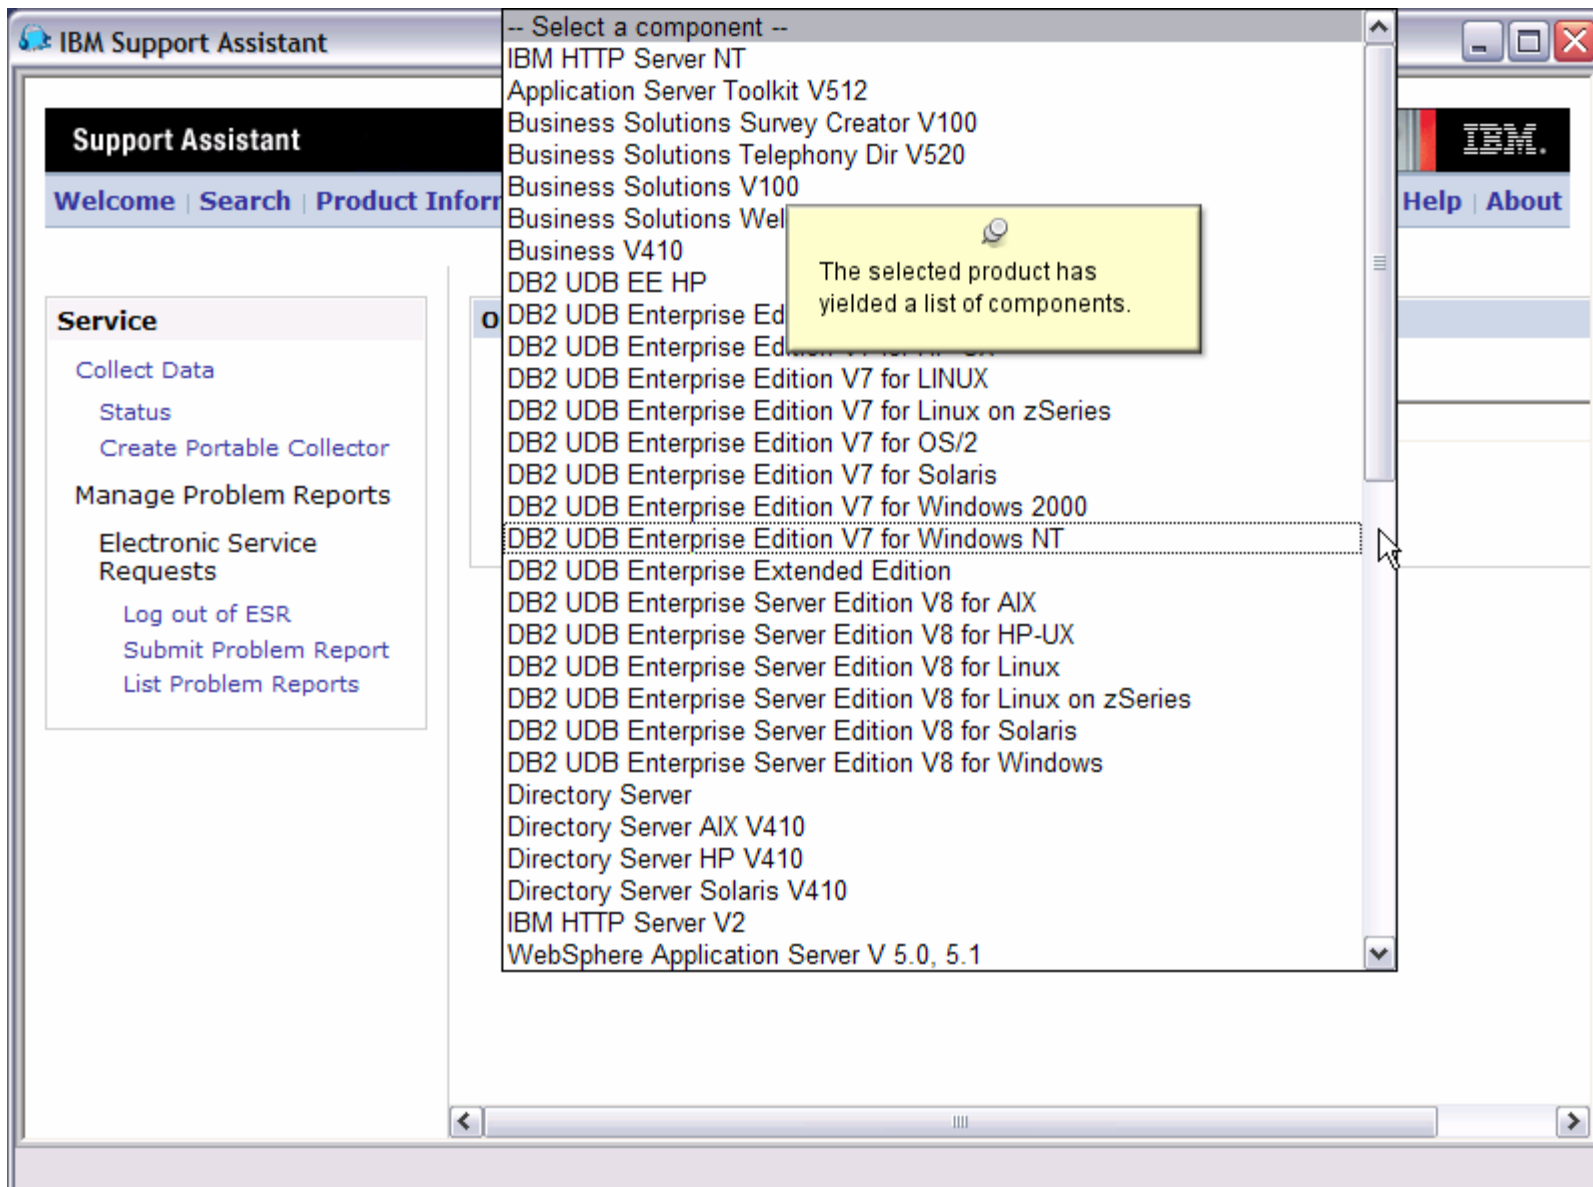 IBM Support Assistant
Support Assistant
IBM.
Welcome | Search | Product Inforr
Help | About
Service
Collect Data
Status
Create Portable Collector
Manage Problem Reports
Electronic Service
Requests
Log out of ESR
Submit Problem Report
List Problem Reports
-- Select a component --
IBM HTTP Server NT
Application Server Toolkit V512
Business Solutions Survey Creator V100
Business Solutions Telephony Dir V520
Business Solutions V100
Business Solutions Wel
Business V410
DB2 UDB EE HP
DB2 UDB Enterprise Ed
DB2 UDB Enterprise Edition V7 for HP-UX
DB2 UDB Enterprise Edition V7 for LINUX
DB2 UDB Enterprise Edition V7 for Linux on zSeries
DB2 UDB Enterprise Edition V7 for OS/2
DB2 UDB Enterprise Edition V7 for Solaris
DB2 UDB Enterprise Edition V7 for Windows 2000
DB2 UDB Enterprise Edition V7 for Windows NT
DB2 UDB Enterprise Extended Edition
DB2 UDB Enterprise Server Edition V8 for AIX
DB2 UDB Enterprise Server Edition V8 for HP-UX
DB2 UDB Enterprise Server Edition V8 for Linux
DB2 UDB Enterprise Server Edition V8 for Linux on zSeries
DB2 UDB Enterprise Server Edition V8 for Solaris
DB2 UDB Enterprise Server Edition V8 for Windows
Directory Server
Directory Server AIX V410
Directory Server HP V410
Directory Server Solaris V410
IBM HTTP Server V2
WebSphere Application Server V 5.0, 5.1
The selected product has
yielded a list of components.